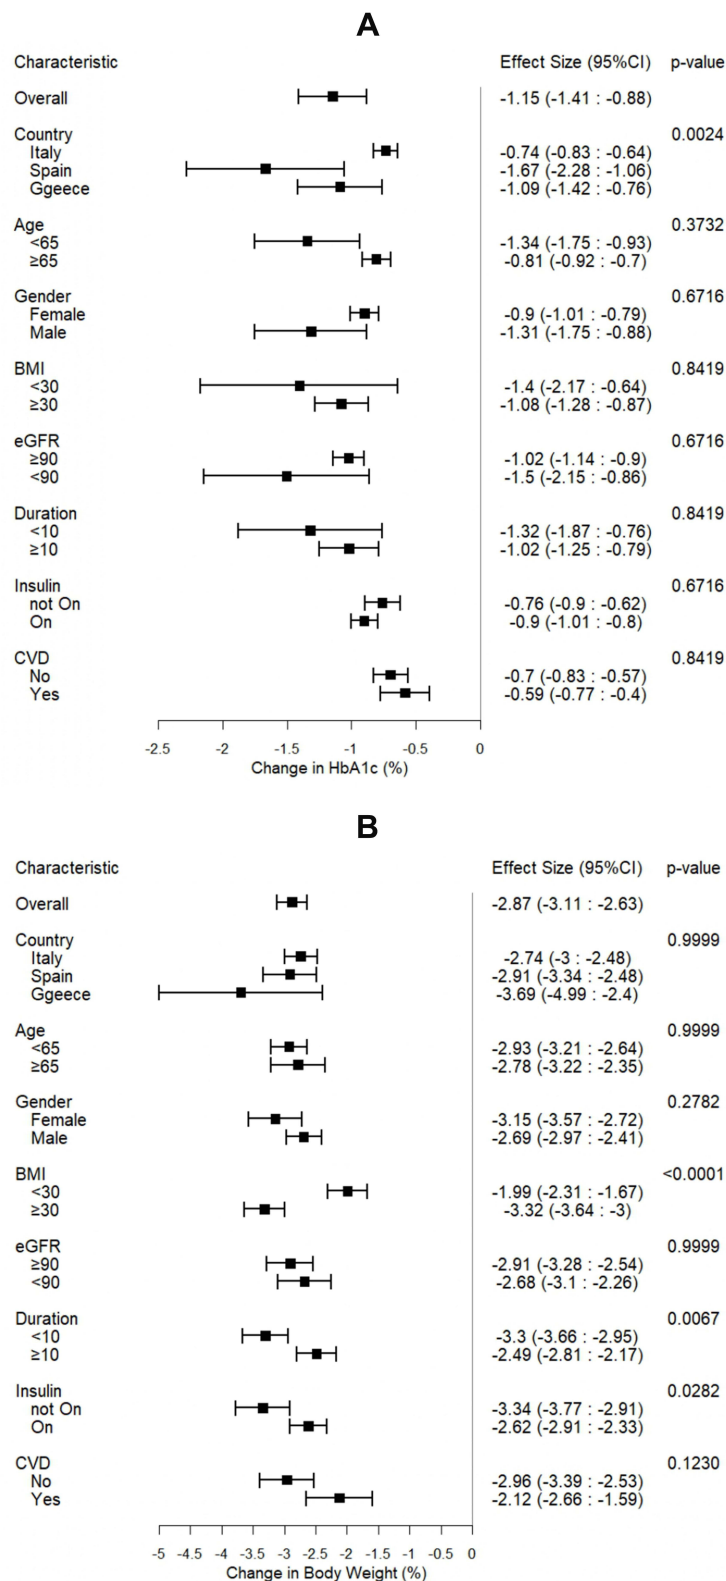 A
Characteristic Effect Size (95%CI) p-value
Overall -1.15 (-1.41 : -0.88)
Country 0.0024
Italy -0.74 (-0.83 : -0.64)
Spain -1.67 (-2.28 : -1.06)
Ggeece -1.09 (-1.42 : -0.76)
Age 0.3732
<65 -1.34 (-1.75 : -0.93)
≥65 -0.81 (-0.92 : -0.7)
Gender 0.6716
Female -0.9 (-1.01 : -0.79)
Male -1.31 (-1.75 : -0.88)
BMI 0.8419
<30 -1.4 (-2.17 : -0.64)
≥30 -1.08 (-1.28 : -0.87)
eGFR 0.6716
≥90 -1.02 (-1.14 : -0.9)
<90 -1.5 (-2.15 : -0.86)
Duration 0.8419
<10 -1.32 (-1.87 : -0.76)
≥10 -1.02 (-1.25 : -0.79)
Insulin 0.6716
not On -0.76 (-0.9 : -0.62)
On -0.9 (-1.01 : -0.8)
CVD 0.8419
No -0.7 (-0.83 : -0.57)
Yes -0.59 (-0.77 : -0.4)
-2.5 -2 -1.5 -1 -0.5 0
Change in HbA1c (%)
B
Characteristic Effect Size (95%CI) p-value
Overall -2.87 (-3.11 : -2.63)
Country 0.9999
Italy -2.74 (-3 : -2.48)
Spain -2.91 (-3.34 : -2.48)
Ggeece -3.69 (-4.99 : -2.4)
Age 0.9999
<65 -2.93 (-3.21 : -2.64)
≥65 -2.78 (-3.22 : -2.35)
Gender 0.2782
Female -3.15 (-3.57 : -2.72)
Male -2.69 (-2.97 : -2.41)
BMI <0.0001
<30 -1.99 (-2.31 : -1.67)
≥30 -3.32 (-3.64 : -3)
eGFR 0.9999
≥90 -2.91 (-3.28 : -2.54)
<90 -2.68 (-3.1 : -2.26)
Duration 0.0067
<10 -3.3 (-3.66 : -2.95)
≥10 -2.49 (-2.81 : -2.17)
Insulin 0.0282
not On -3.34 (-3.77 : -2.91)
On -2.62 (-2.91 : -2.33)
CVD 0.1230
No -2.96 (-3.39 : -2.53)
Yes -2.12 (-2.66 : -1.59)
-5 -4.5 -4 -3.5 -3 -2.5 -2 -1.5 -1 -0.5 0
Change in Body Weight (%)